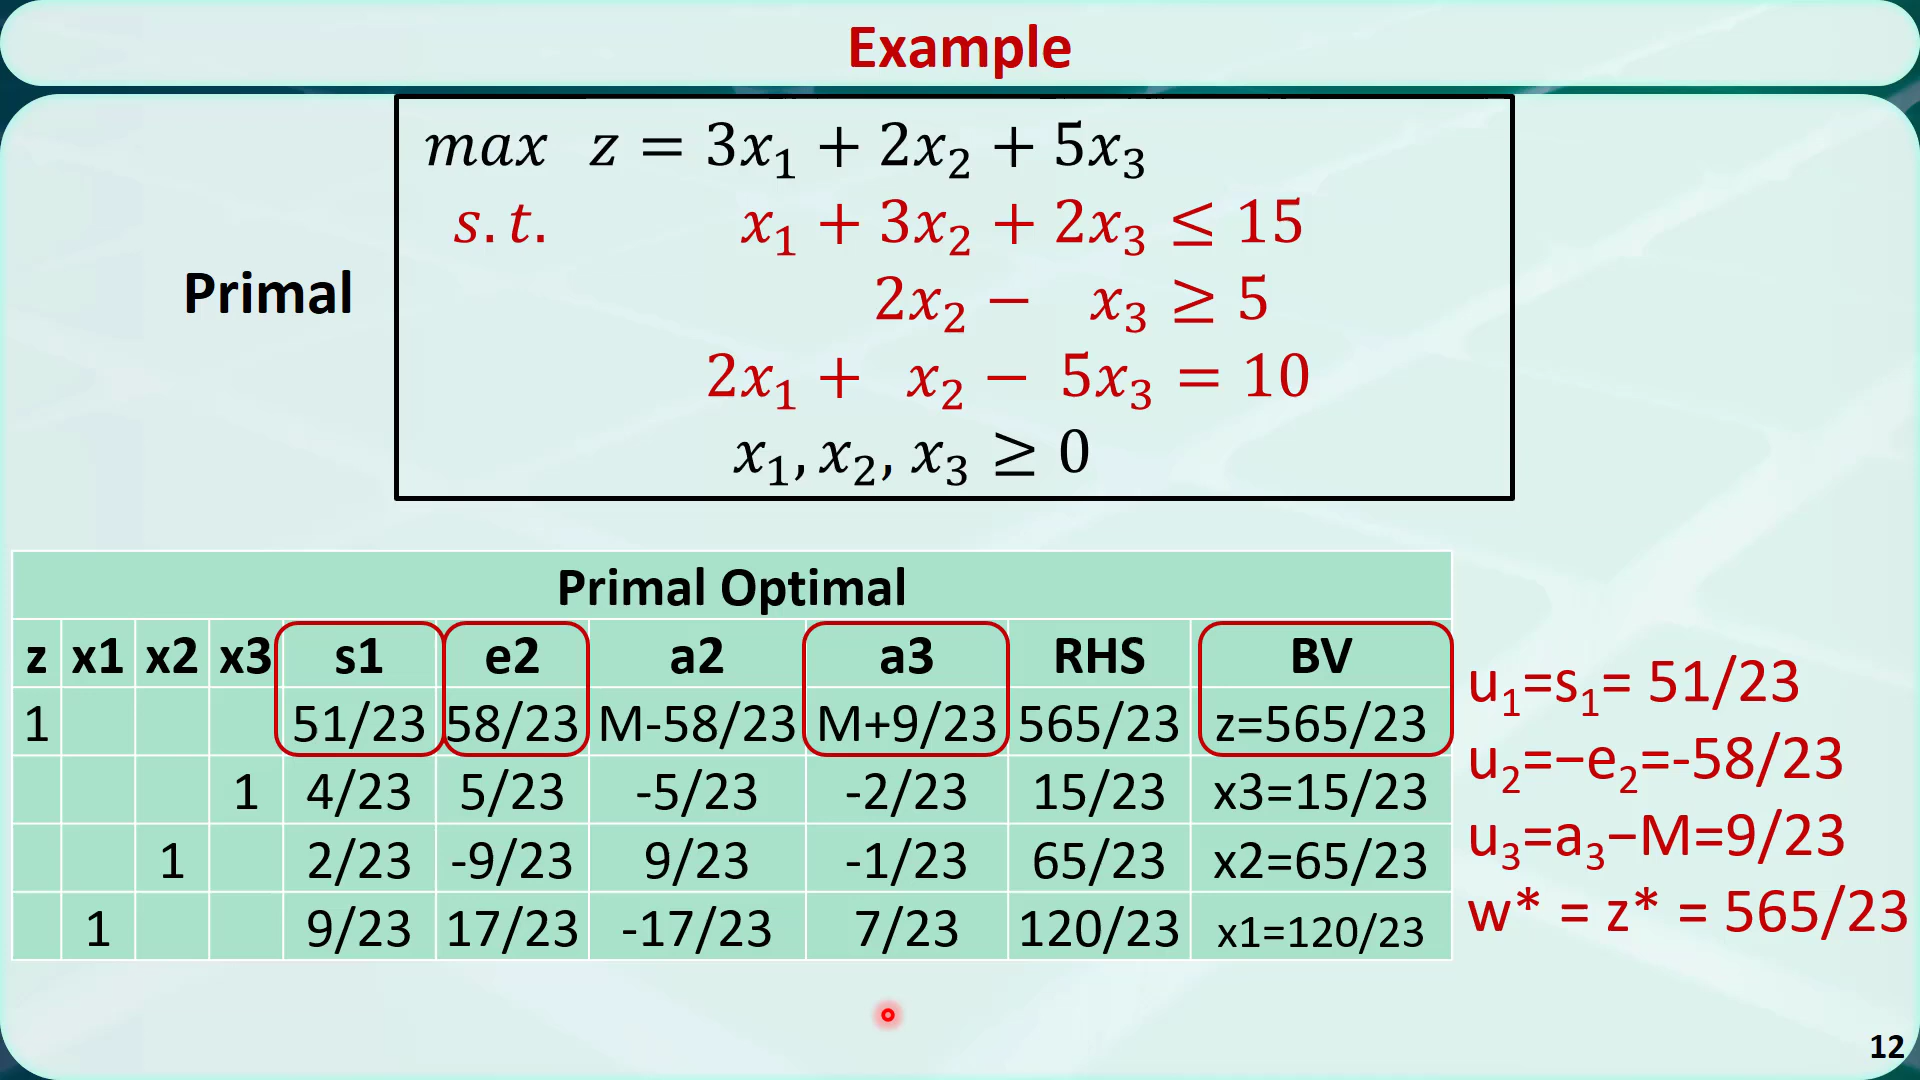 Example
max z = 3x₁ + 2x₂ + 5x₃
s.t. x₁ + 3x₂ + 2x₃ ≤ 15
2x₂ − x₃ ≥ 5
Primal
2x₁ + x₂ − 5x₃ = 10
x₁, x₂, x₃ ≥ 0
Primal Optimal
z x1 x2 x3 s1 e2 a2 a3 RHS BV
1 51/23 58/23 M-58/23 M+9/23 565/23 z=565/23
1 4/23 5/23 -5/23 -2/23 15/23 x3=15/23
1 2/23 -9/23 9/23 -1/23 65/23 x2=65/23
1 9/23 17/23 -17/23 7/23 120/23 x1=120/23
u₁=s₁= 51/23
u₂=−e₂=-58/23
u₃=a₃−M=9/23
w* = z* = 565/23
12